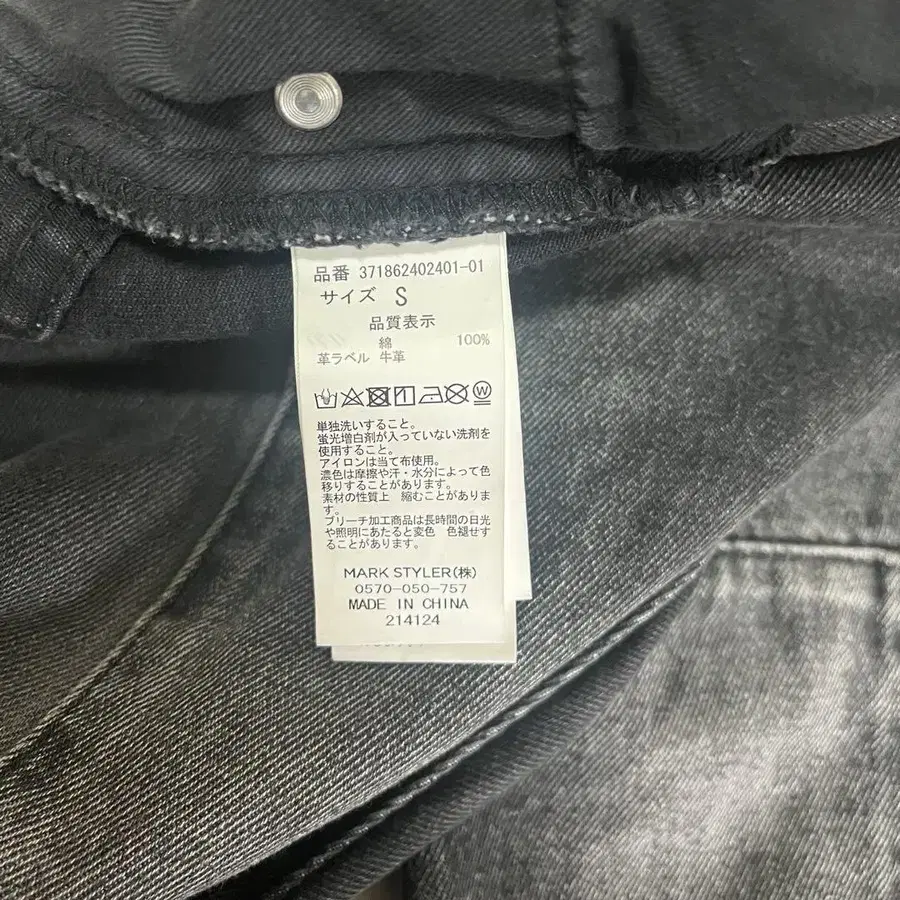 品番 371862402401-01
サイズ S
品質表示
綿 100%
革ラベル 牛革
W
単独洗いすること。
蛍光増白剤が入っていない洗剤を
使用すること。
アイロンは当て布使用。
濃色は摩擦や汗・水分によって色
移りすることがあります。
素材の性質上 縮むことがありま
す。
ブリーチ加工商品は長時間の日光
や照明にあたると変色 色褪せす
ることがあります。
MARK STYLER(株)
0570-050-757
MADE IN CHINA
214124